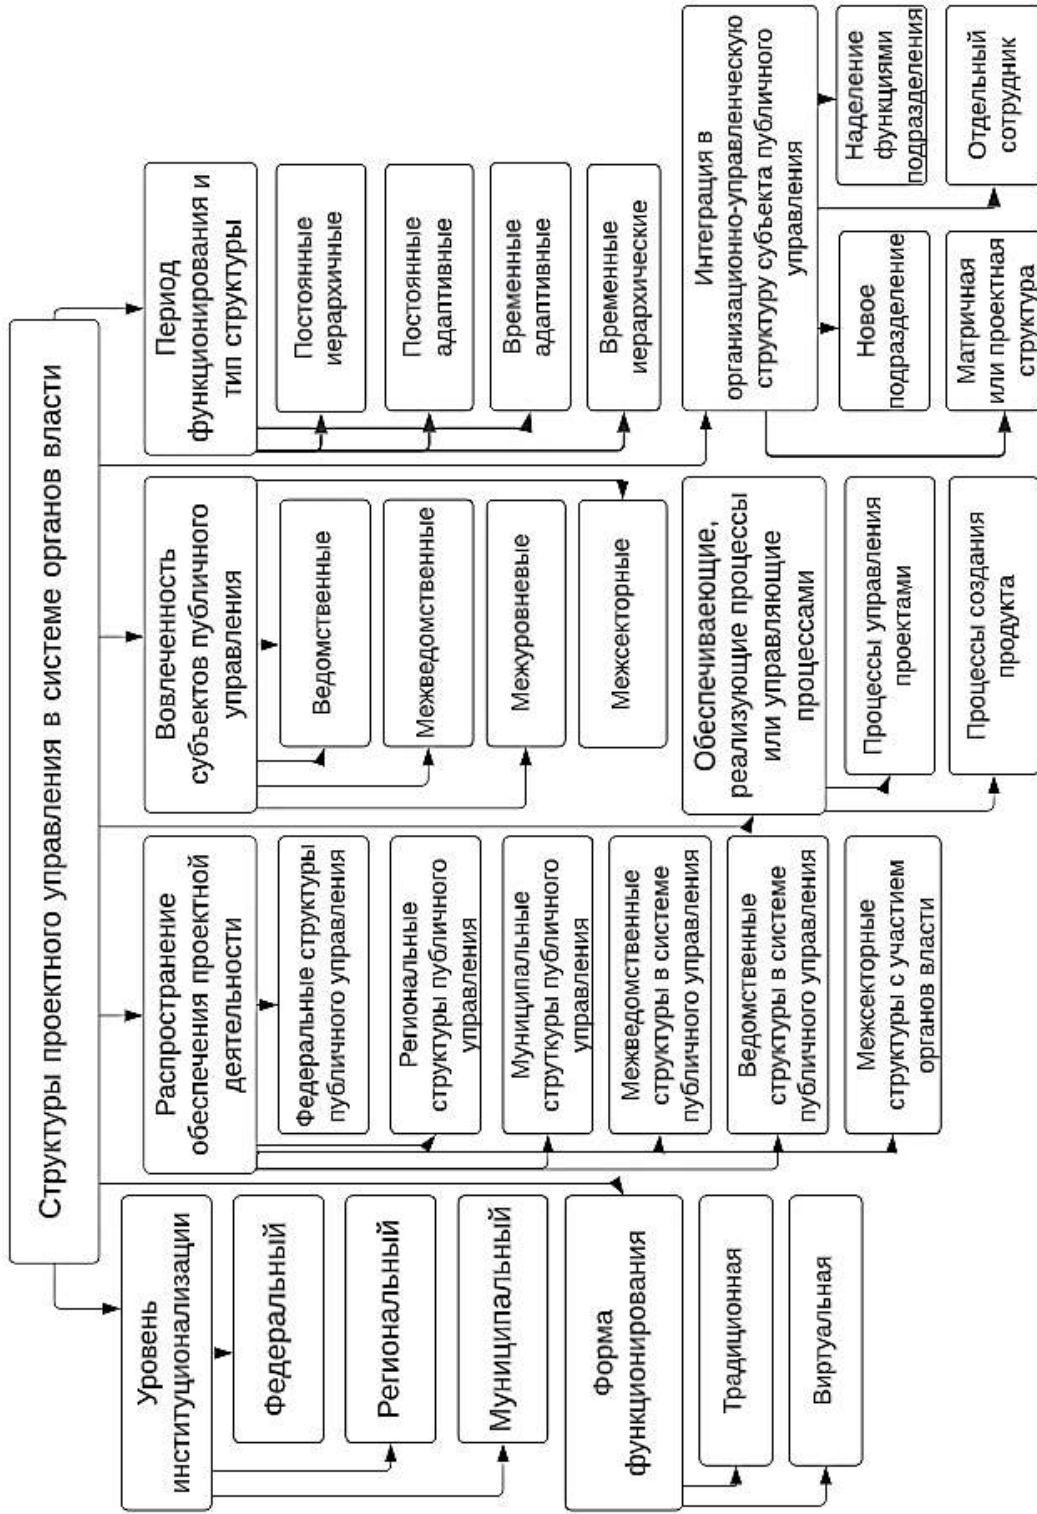 Структуры проектного управления в системе органов власти
Уровень
институционализации
Федеральный
Региональный
Муниципальный
Форма
функционирования
Традиционная
Виртуальная
Распространение
обеспечения проектной
деятельности
Федеральные структуры
публичного управления
Региональные
структуры публичного
управления
Муниципальные
струткуры публичного
управления
Межведомственные
структуры в системе
публичного управления
Ведомственные
структуры в системе
публичного управления
Межсекторные
структуры с участием
органов власти
Вовлеченность
субъектов публичного
управления
Ведомственные
Межведомственные
Межуровневые
Межсекторные
Обеспечиваеющие,
реализующие процессы
или управляющие
процессами
Процессы управления
проектами
Процессы создания
продукта
Период
функционирования и
тип структуры
Постоянные
иерархичные
Постоянные
адаптивные
Временные
адаптивные
Временные
иерархические
Интеграция в
организационно-управленческую
структуру субъекта публичного
управления
Новое
подразделение
Наделение
функциями
подразделения
Матричная
или проектная
структура
Отдельный
сотрудник